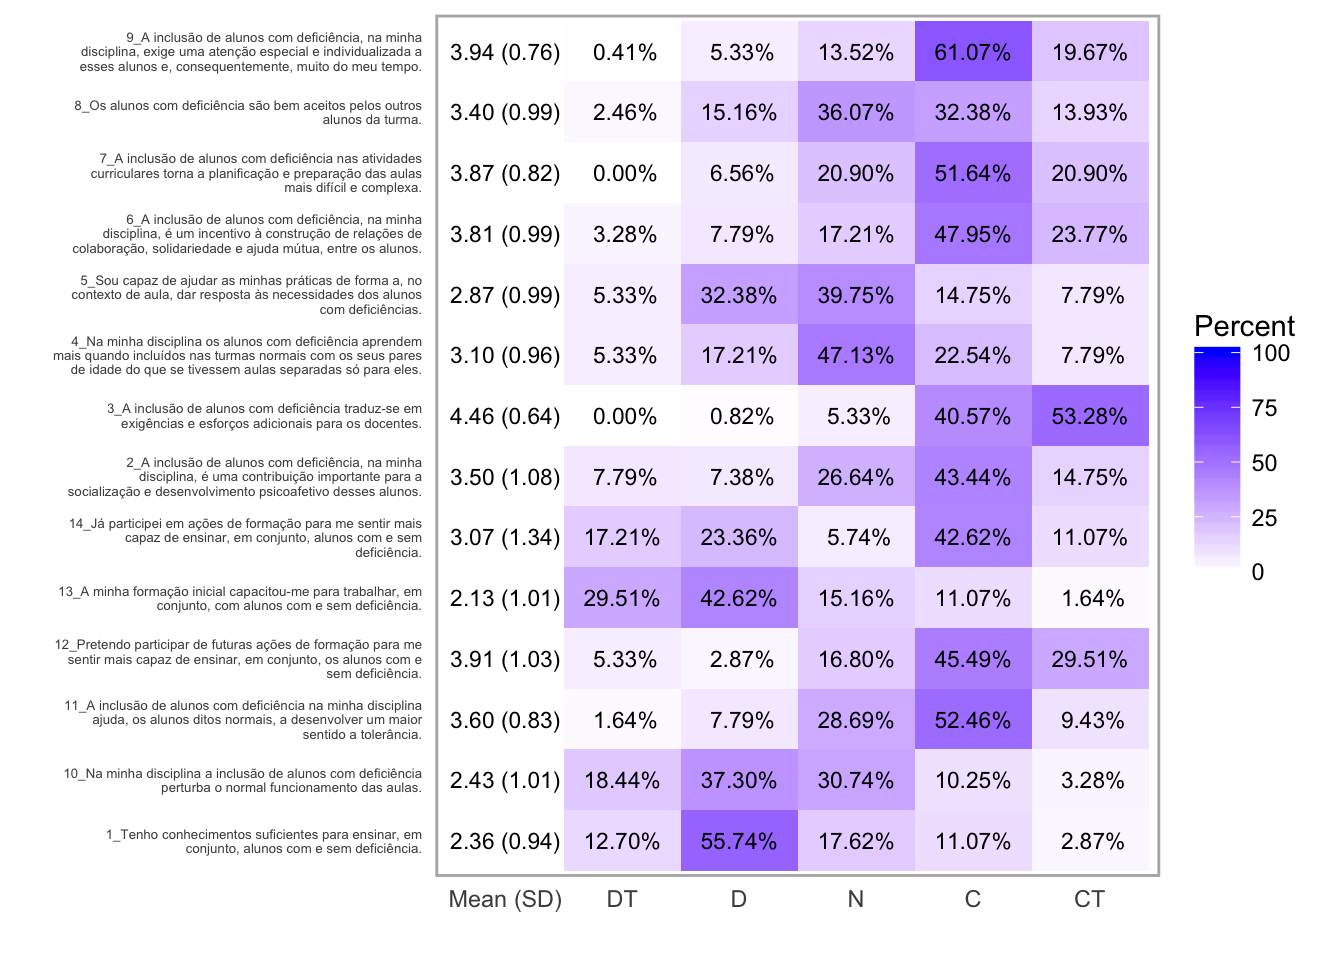 9_A inclusão de alunos com deficiência, na minha
disciplina, exige uma atenção especial e individualizada a
esses alunos e, consequentemente, muito do meu tempo.
3.94 (0.76) 0.41% 5.33% 13.52% 61.07% 19.67%
8_Os alunos com deficiência são bem aceitos pelos outros
alunos da turma.
3.40 (0.99) 2.46% 15.16% 36.07% 32.38% 13.93%
7_A inclusão de alunos com deficiência nas atividades
curriculares torna a planificação e preparação das aulas
mais difícil e complexa.
3.87 (0.82) 0.00% 6.56% 20.90% 51.64% 20.90%
6_A inclusão de alunos com deficiência, na minha
disciplina, é um incentivo à construção de relações de
colaboração, solidariedade e ajuda mútua, entre os alunos.
3.81 (0.99) 3.28% 7.79% 17.21% 47.95% 23.77%
5_Sou capaz de ajudar as minhas práticas de forma a, no
contexto de aula, dar resposta às necessidades dos alunos
com deficiências.
2.87 (0.99) 5.33% 32.38% 39.75% 14.75% 7.79%
4_Na minha disciplina os alunos com deficiência aprendem
mais quando incluídos nas turmas normais com os seus pares
de idade do que se tivessem aulas separadas só para eles.
3.10 (0.96) 5.33% 17.21% 47.13% 22.54% 7.79%
3_A inclusão de alunos com deficiência traduz-se em
exigências e esforços adicionais para os docentes.
4.46 (0.64) 0.00% 0.82% 5.33% 40.57% 53.28%
2_A inclusão de alunos com deficiência, na minha
disciplina, é uma contribuição importante para a
socialização e desenvolvimento psicoafetivo desses alunos.
3.50 (1.08) 7.79% 7.38% 26.64% 43.44% 14.75%
14_Já participei em ações de formação para me sentir mais
capaz de ensinar, em conjunto, alunos com e sem
deficiência.
3.07 (1.34) 17.21% 23.36% 5.74% 42.62% 11.07%
13_A minha formação inicial capacitou-me para trabalhar, em
conjunto, com alunos com e sem deficiência.
2.13 (1.01) 29.51% 42.62% 15.16% 11.07% 1.64%
12_Pretendo participar de futuras ações de formação para me
sentir mais capaz de ensinar, em conjunto, os alunos com e
sem deficiência.
3.91 (1.03) 5.33% 2.87% 16.80% 45.49% 29.51%
11_A inclusão de alunos com deficiência na minha disciplina
ajuda, os alunos ditos normais, a desenvolver um maior
sentido a tolerância.
3.60 (0.83) 1.64% 7.79% 28.69% 52.46% 9.43%
10_Na minha disciplina a inclusão de alunos com deficiência
perturba o normal funcionamento das aulas.
2.43 (1.01) 18.44% 37.30% 30.74% 10.25% 3.28%
1_Tenho conhecimentos suficientes para ensinar, em
conjunto, alunos com e sem deficiência.
2.36 (0.94) 12.70% 55.74% 17.62% 11.07% 2.87%
Mean (SD) DT D N C CT
Percent
100
75
50
25
0